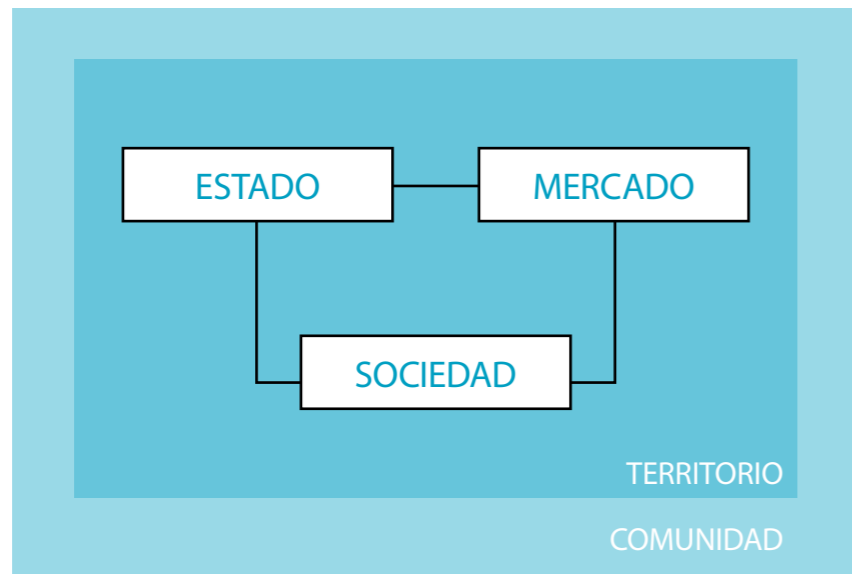 ESTADO
MERCADO
SOCIEDAD
TERRITORIO
COMUNIDAD